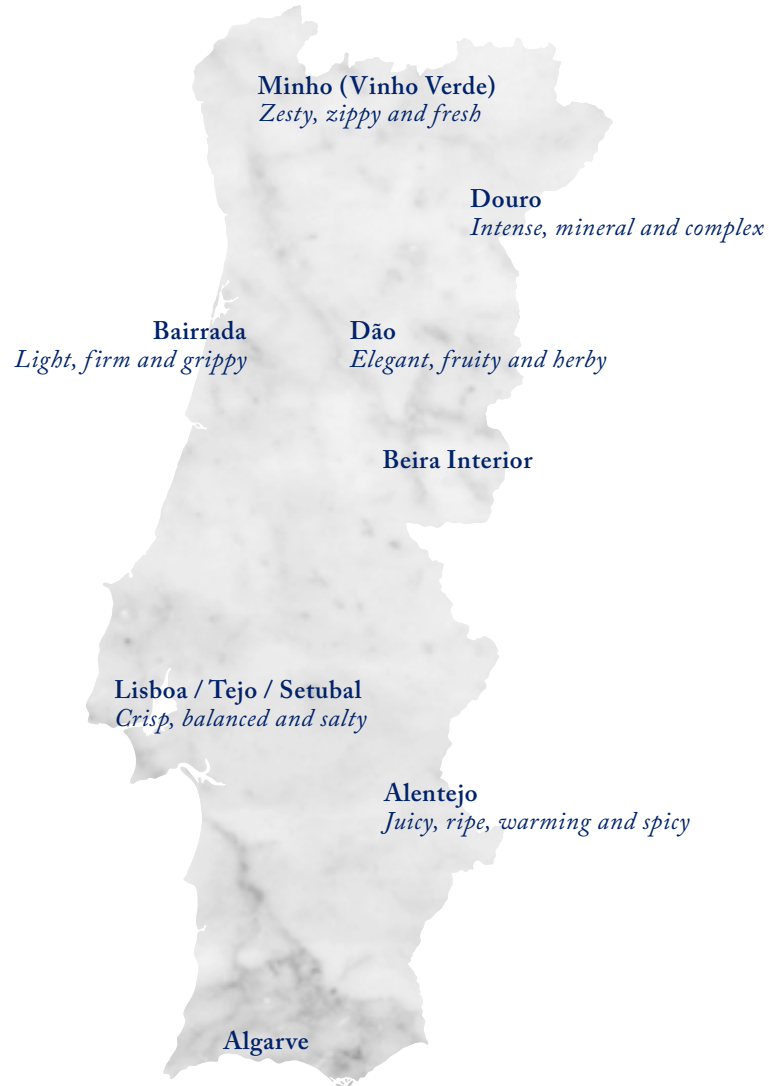 Minho (Vinho Verde)
Zesty, zippy and fresh
Douro
Intense, mineral and complex
Bairrada
Light, firm and grippy
Dão
Elegant, fruity and herby
Beira Interior
Lisboa / Tejo / Setubal
Crisp, balanced and salty
Alentejo
Juicy, ripe, warming and spicy
Algarve